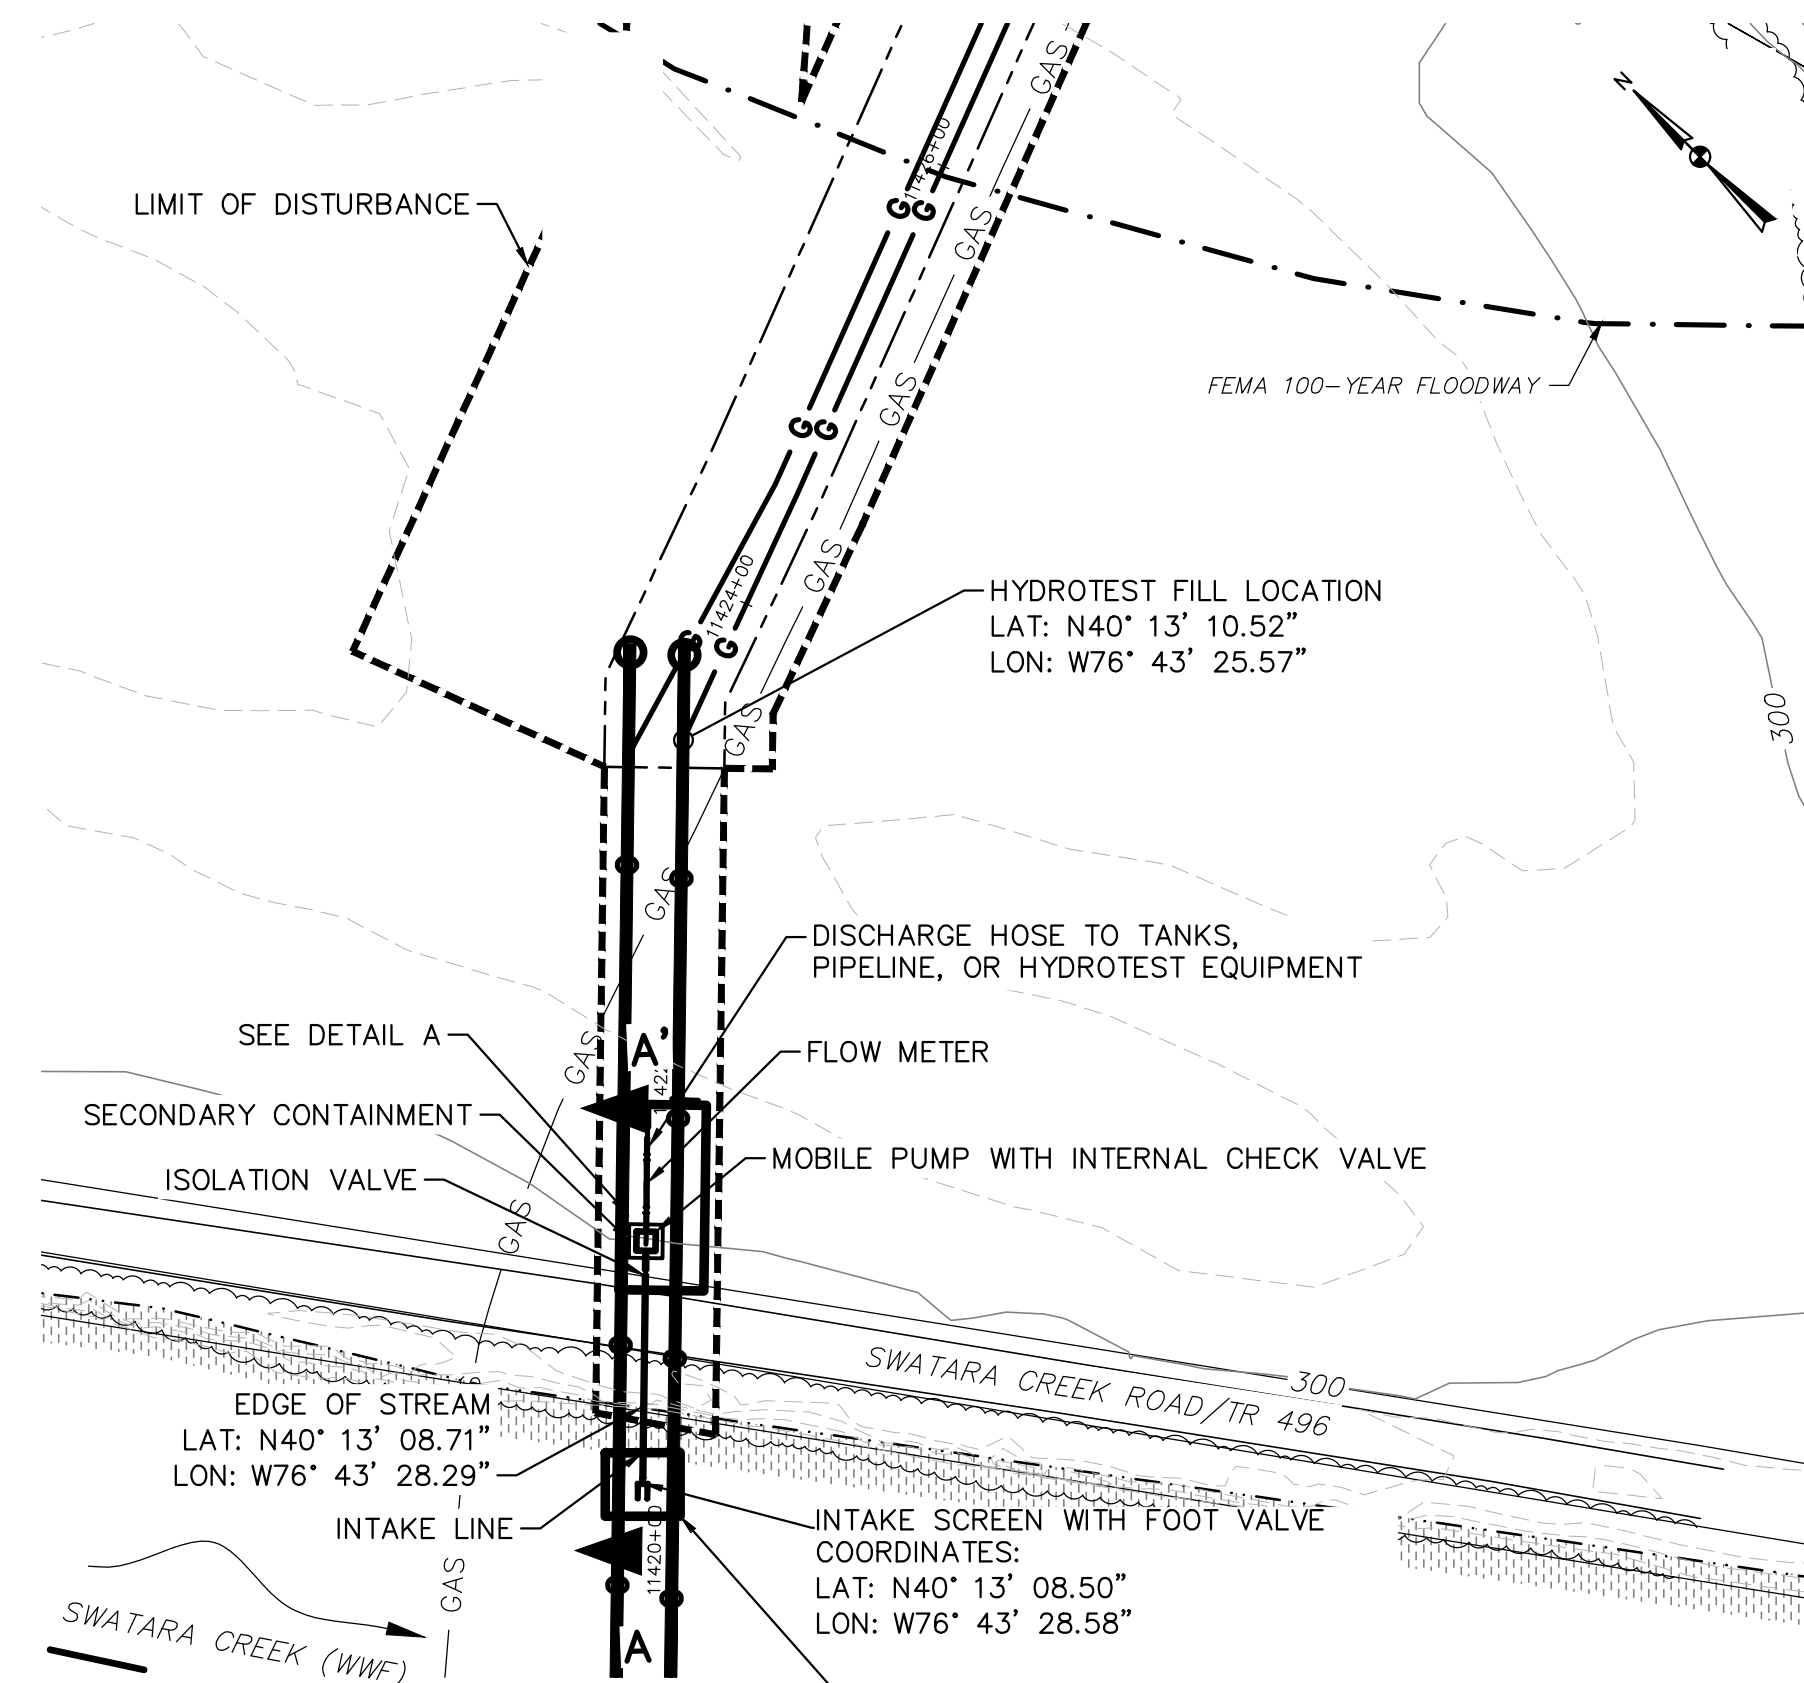 N
11426+00
GAS
G G
LIMIT OF DISTURBANCE
GAS
FEMA 100-YEAR FLOODWAY
GAS
G G
11424+00
GAS
HYDROTEST FILL LOCATION
LAT: N40° 13' 10.52"
LON: W76° 43' 25.57"
G
300
GAS
GAS
DISCHARGE HOSE TO TANKS,
PIPELINE, OR HYDROTEST EQUIPMENT
SEE DETAIL A
A'
GAS
FLOW METER
SECONDARY CONTAINMENT
MOBILE PUMP WITH INTERNAL CHECK VALVE
ISOLATION VALVE
GAS
SWATARA CREEK ROAD/TR 496
300
EDGE OF STREAM
LAT: N40° 13' 08.71"
LON: W76° 43' 28.29"
INTAKE LINE
11420+00
INTAKE SCREEN WITH FOOT VALVE
COORDINATES:
LAT: N40° 13' 08.50"
LON: W76° 43' 28.58"
GAS
SWATARA CREEK (WWF)
A